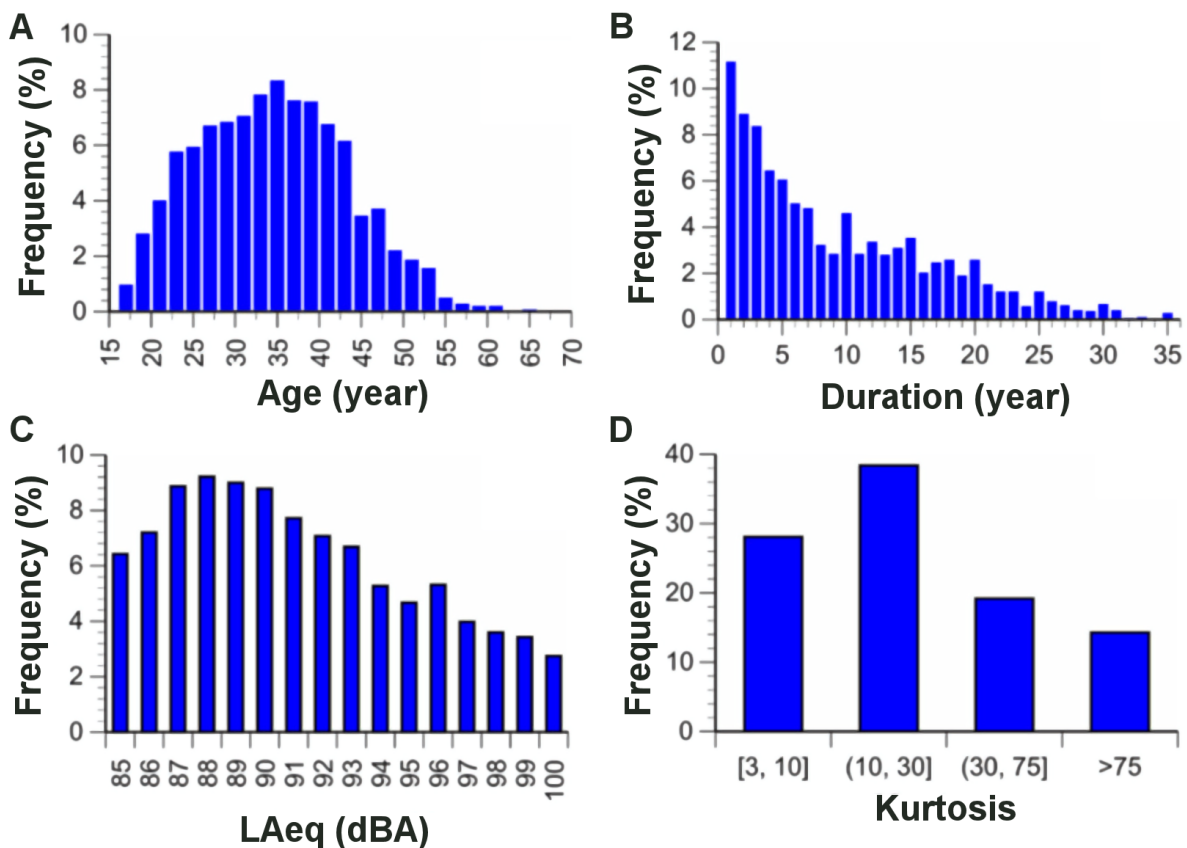 A
Frequency (%)
10
8
6
4
2
0
15 20 25 30 35 40 45 50 55 60 65 70
Age (year)
B
Frequency (%)
12
10
8
6
4
2
0
0 5 10 15 20 25 30 35
Duration (year)
C
Frequency (%)
10
8
6
4
2
0
85 86 87 88 89 90 91 92 93 94 95 96 97 98 99 100
LAeq (dBA)
D
Frequency (%)
40
30
20
10
0
[3, 10] (10, 30] (30, 75] >75
Kurtosis